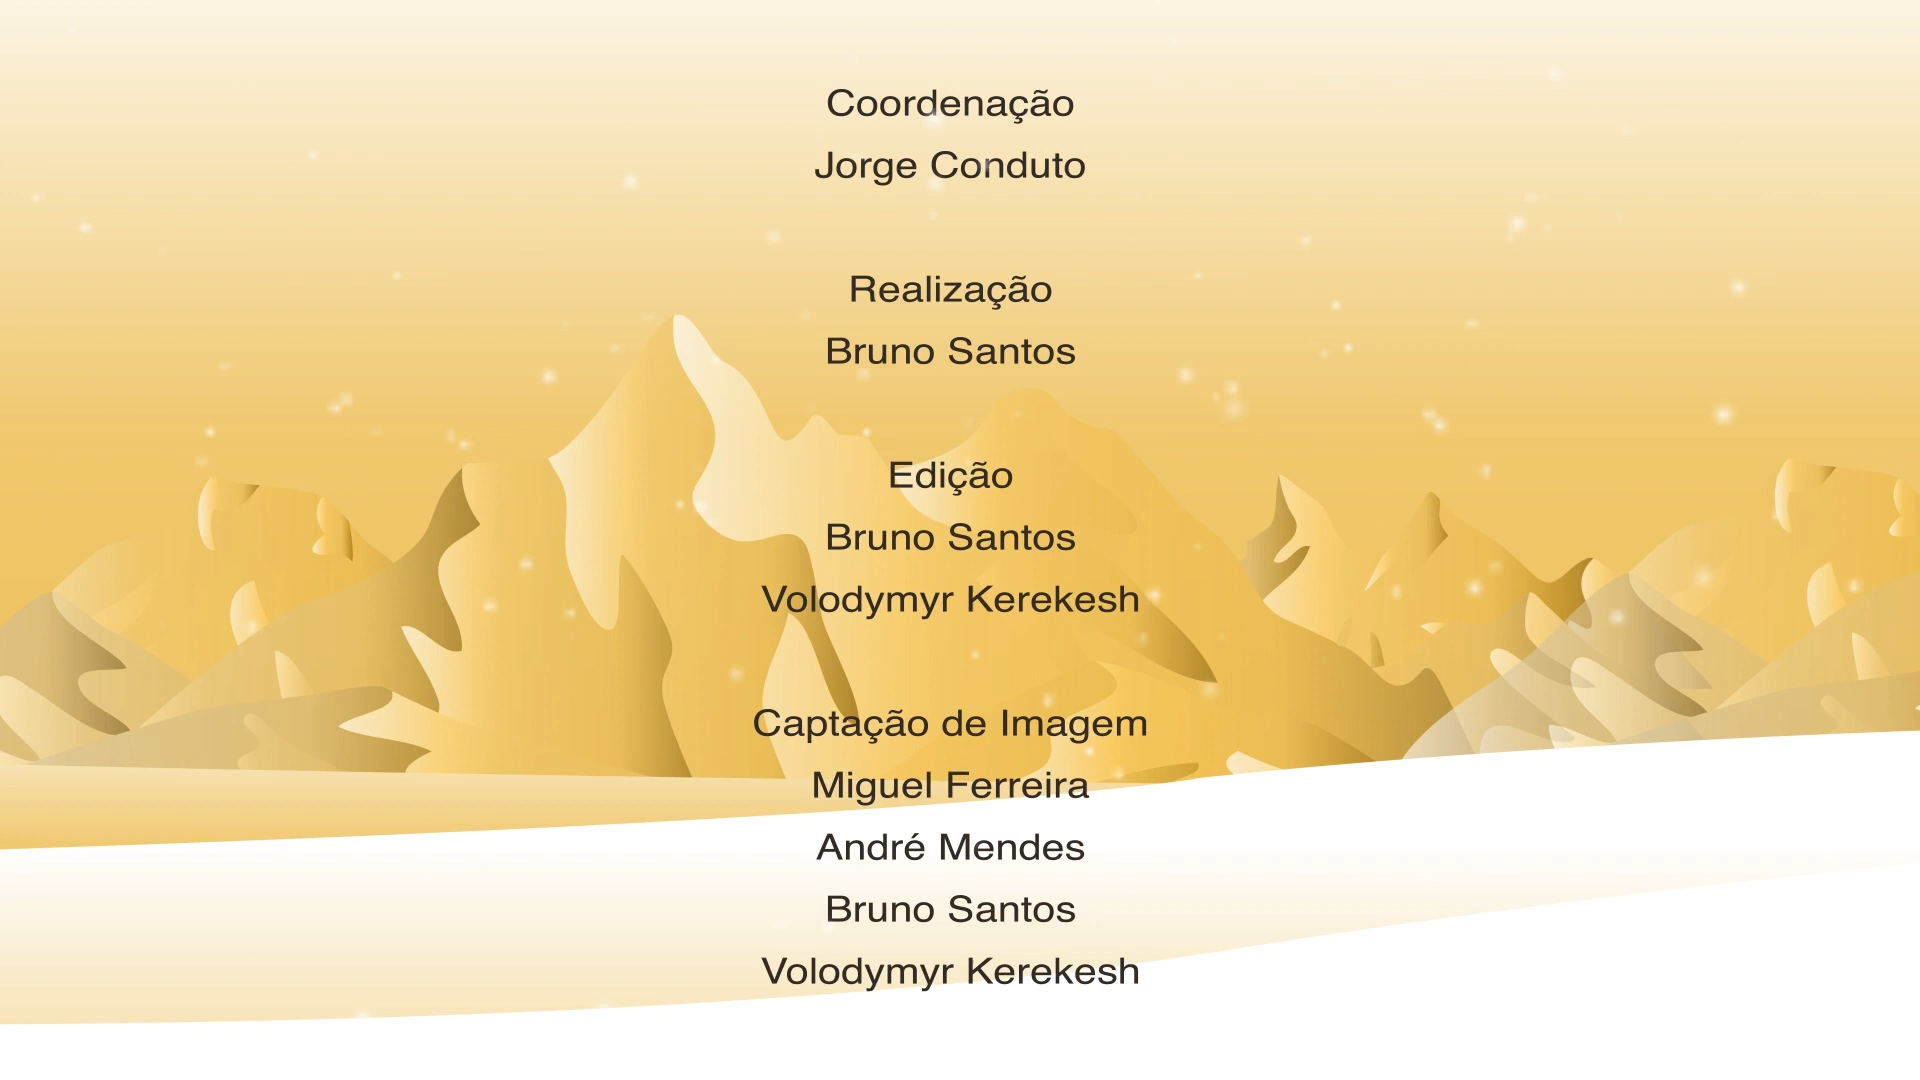 Coordenação
Jorge Conduto
Realização
Bruno Santos
Edição
Bruno Santos
Volodymyr Kerekesh
Captação de Imagem
Miguel Ferreira
André Mendes
Bruno Santos
Volodymyr Kerekesh